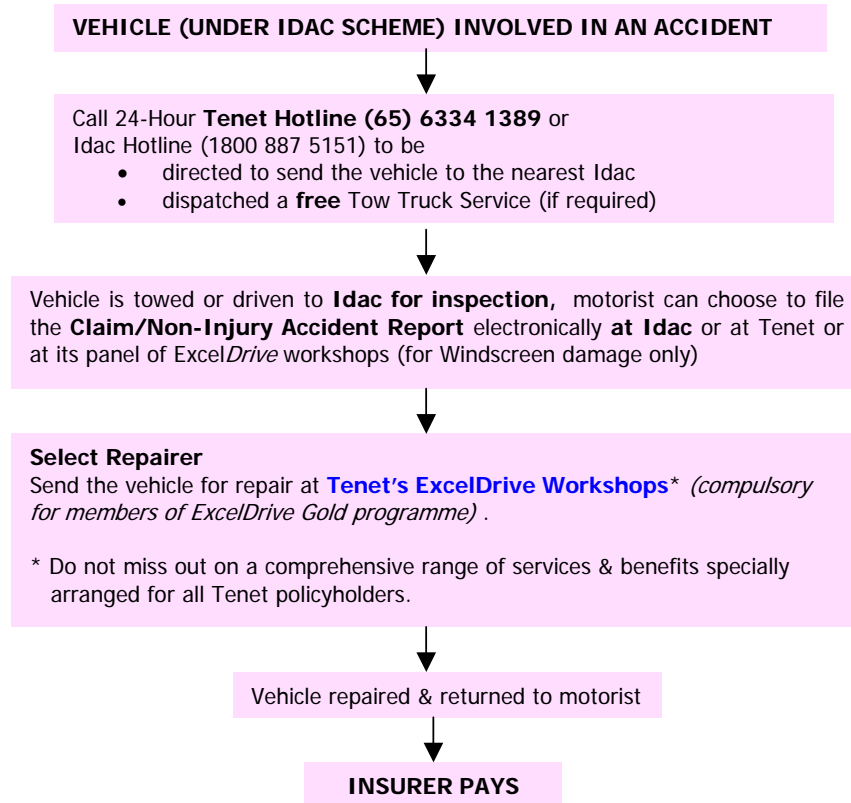 VEHICLE (UNDER IDAC SCHEME) INVOLVED IN AN ACCIDENT
Call 24-Hour Tenet Hotline (65) 6334 1389 or
Idac Hotline (1800 887 5151) to be
• directed to send the vehicle to the nearest Idac
• dispatched a free Tow Truck Service (if required)
Vehicle is towed or driven to Idac for inspection, motorist can choose to file
the Claim/Non-Injury Accident Report electronically at Idac or at Tenet or
at its panel of ExcelDrive workshops (for Windscreen damage only)
Select Repairer
Send the vehicle for repair at Tenet's ExcelDrive Workshops* (compulsory
for members of ExcelDrive Gold programme) .
* Do not miss out on a comprehensive range of services & benefits specially
arranged for all Tenet policyholders.
Vehicle repaired & returned to motorist
INSURER PAYS